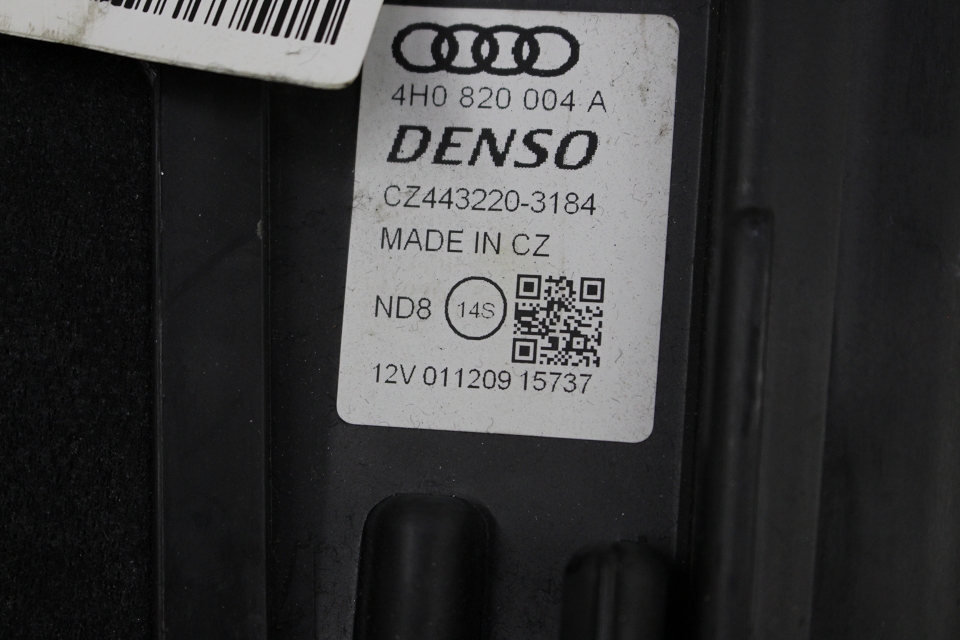 4H0 820 004 A
DENSO
CZ443220-3184
MADE IN CZ
ND8 14S
12V 011209 15737